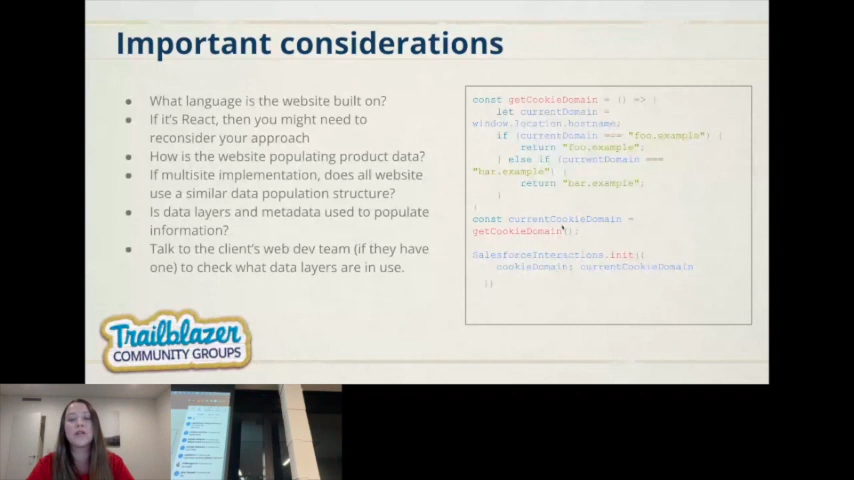 Important considerations
● What language is the website built on?
● If it's React, then you might need to
reconsider your approach
● How is the website populating product data?
● If multisite implementation, does all website
use a similar data population structure?
● Is data layers and metadata used to populate
information?
● Talk to the client's web dev team (if they have
one) to check what data layers are in use.
const getCookieDomain = () => {
let currentDomain =
window.location.hostname;
if (currentDomain === "foo.example") {
return "foo.example";
} else if (currentDomain ===
"bar.example") {
return "bar.example";
}
}
const currentCookieDomain =
getCookieDomain();
SalesforceInteractions.init({
cookieDomain: currentCookieDomain
})
Trailblazer
COMMUNITY GROUPS